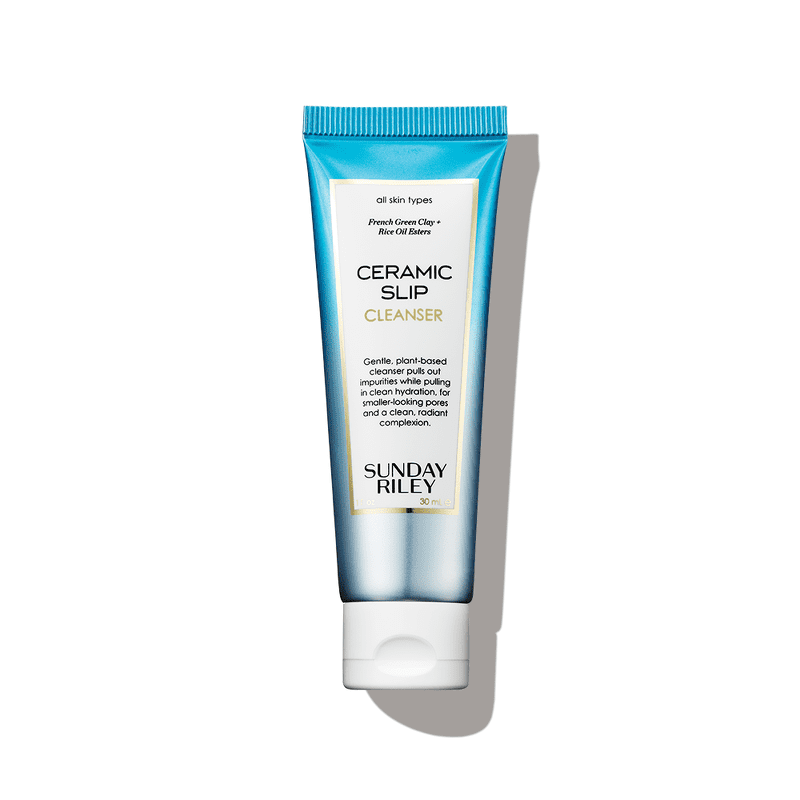 all skin types
French Green Clay +
Rice Oil Esters
CERAMIC
SLIP
CLEANSER
Gentle, plant-based
cleanser pulls out
impurities while pulling
in clean hydration, for
smaller-looking pores
and a clean, radiant
complexion.
SUNDAY
RILEY
oz 30 ml